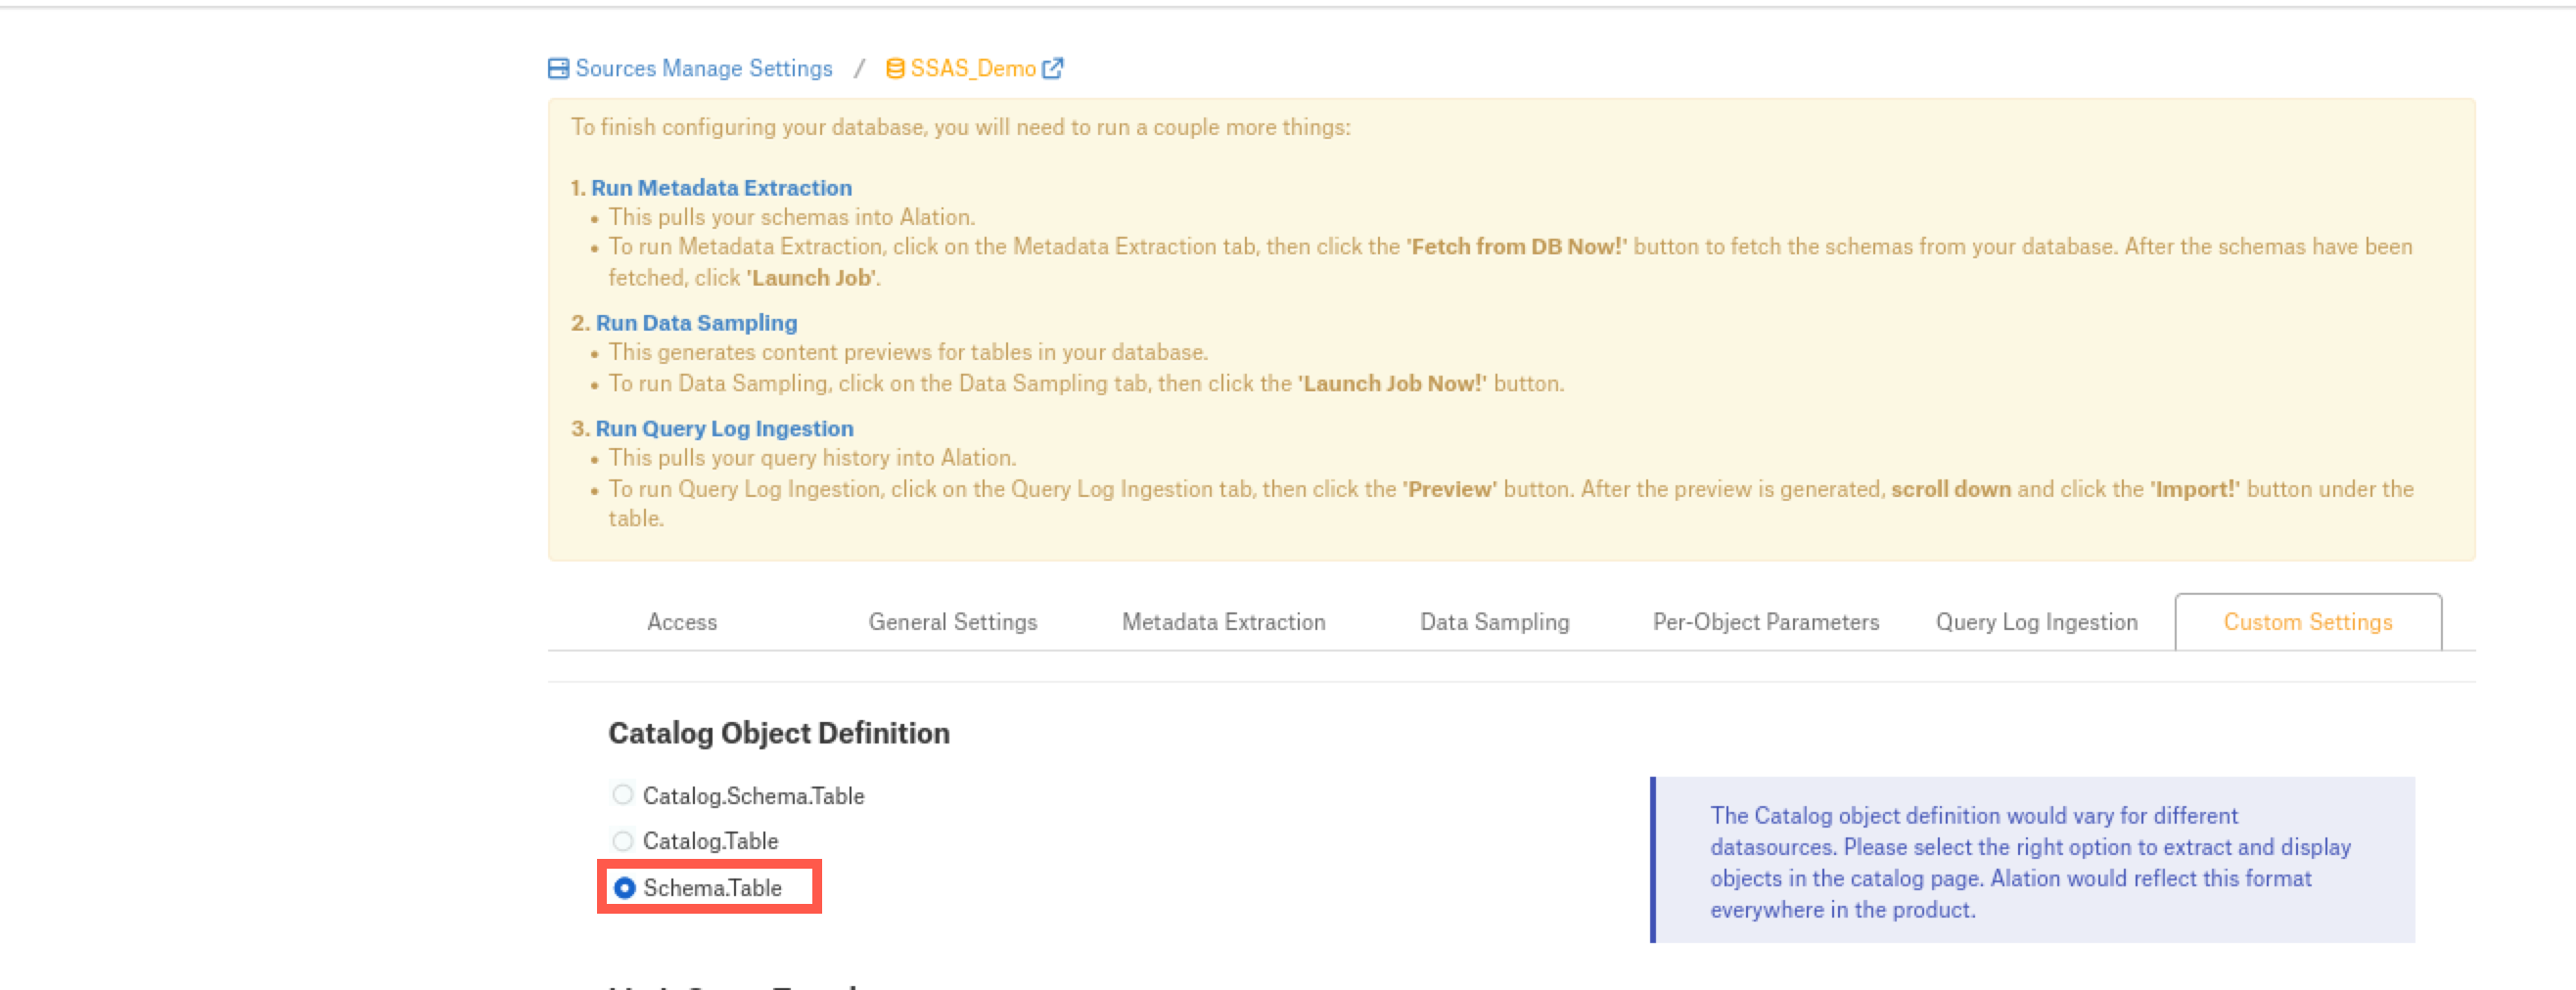 Sources Manage Settings / SSAS_Demo
To finish configuring your database, you will need to run a couple more things:
1. Run Metadata Extraction
• This pulls your schemas into Alation.
• To run Metadata Extraction, click on the Metadata Extraction tab, then click the 'Fetch from DB Now!' button to fetch the schemas from your database. After the schemas have been
fetched, click 'Launch Job'.
2. Run Data Sampling
• This generates content previews for tables in your database.
• To run Data Sampling, click on the Data Sampling tab, then click the 'Launch Job Now!' button.
3. Run Query Log Ingestion
• This pulls your query history into Alation.
• To run Query Log Ingestion, click on the Query Log Ingestion tab, then click the 'Preview' button. After the preview is generated, scroll down and click the 'Import!' button under the
table.
Access General Settings Metadata Extraction Data Sampling Per-Object Parameters Query Log Ingestion Custom Settings
Catalog Object Definition
Catalog.Schema.Table
Catalog.Table
Schema.Table
The Catalog object definition would vary for different
datasources. Please select the right option to extract and display
objects in the catalog page. Alation would reflect this format
everywhere in the product.